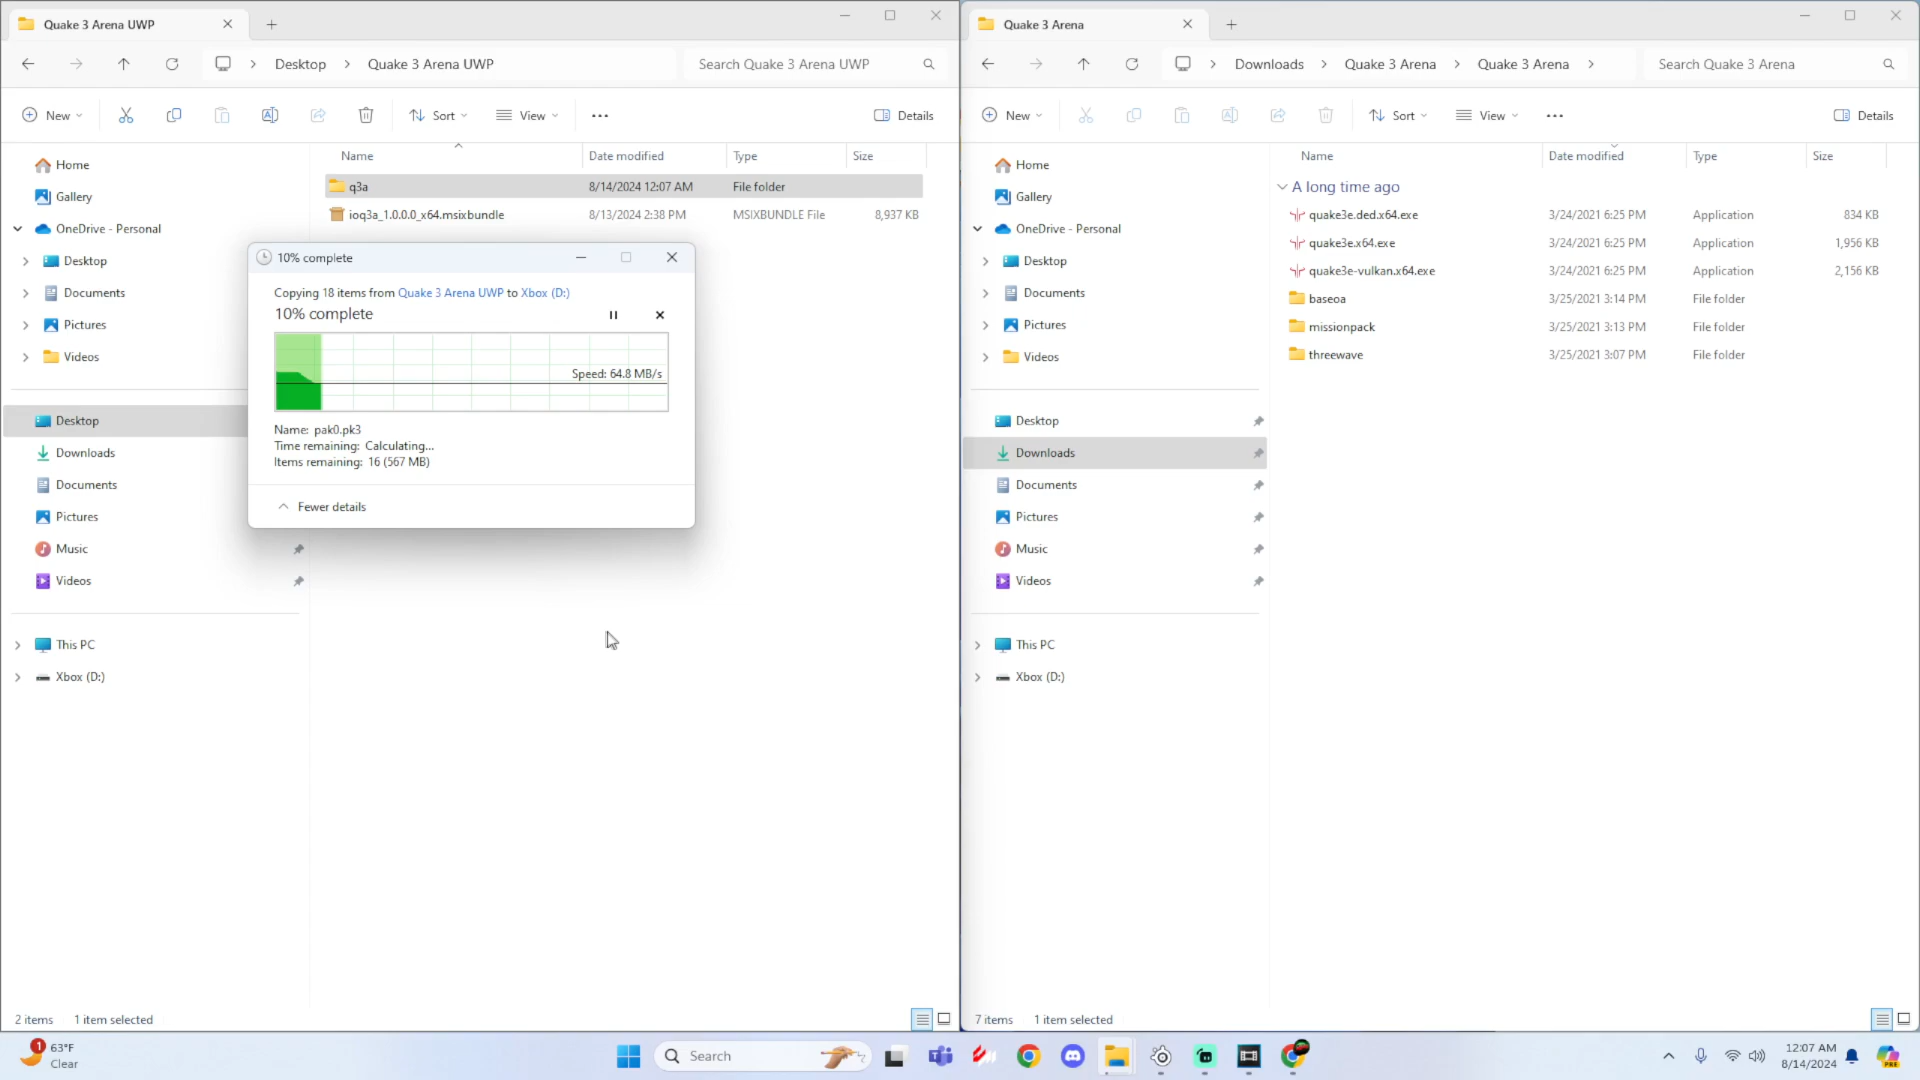 Quake 3 Arena UWP
Desktop
Quake 3 Arena UWP
Search Quake 3 Arena UWP
New
Sort
View
Details
Name
Date modified
Type
Size
Home
Gallery
OneDrive - Personal
Desktop
Documents
Pictures
Videos
Desktop
Downloads
Documents
Pictures
Music
Videos
This PC
Xbox (D:)
q3a
8/14/2024 12:07 AM
File folder
ioq3a_1.0.0.0_x64.msixbundle
8/13/2024 2:38 PM
MSIXBUNDLE File
8,937 KB
10% complete
Copying 18 items from Quake 3 Arena UWP to Xbox (D:)
10% complete
Speed: 64.8 MB/s
Name: pak0.pk3
Time remaining: Calculating...
Items remaining: 16 (567 MB)
Fewer details
2 items
1 item selected
Quake 3 Arena
Downloads
Quake 3 Arena
Quake 3 Arena
Search Quake 3 Arena
New
Sort
View
Details
Name
Date modified
Type
Size
Home
Gallery
OneDrive - Personal
Desktop
Documents
Pictures
Videos
Desktop
Downloads
Documents
Pictures
Music
Videos
This PC
Xbox (D:)
A long time ago
quake3e.ded.x64.exe
3/24/2021 6:25 PM
Application
834 KB
quake3e.x64.exe
3/24/2021 6:25 PM
Application
1,956 KB
quake3e-vulkan.x64.exe
3/24/2021 6:25 PM
Application
2,156 KB
baseoa
3/25/2021 3:14 PM
File folder
missionpack
3/25/2021 3:13 PM
File folder
threewave
3/25/2021 3:07 PM
File folder
7 items
1 item selected
1
63°F
Clear
Search
12:07 AM
8/14/2024
PRE